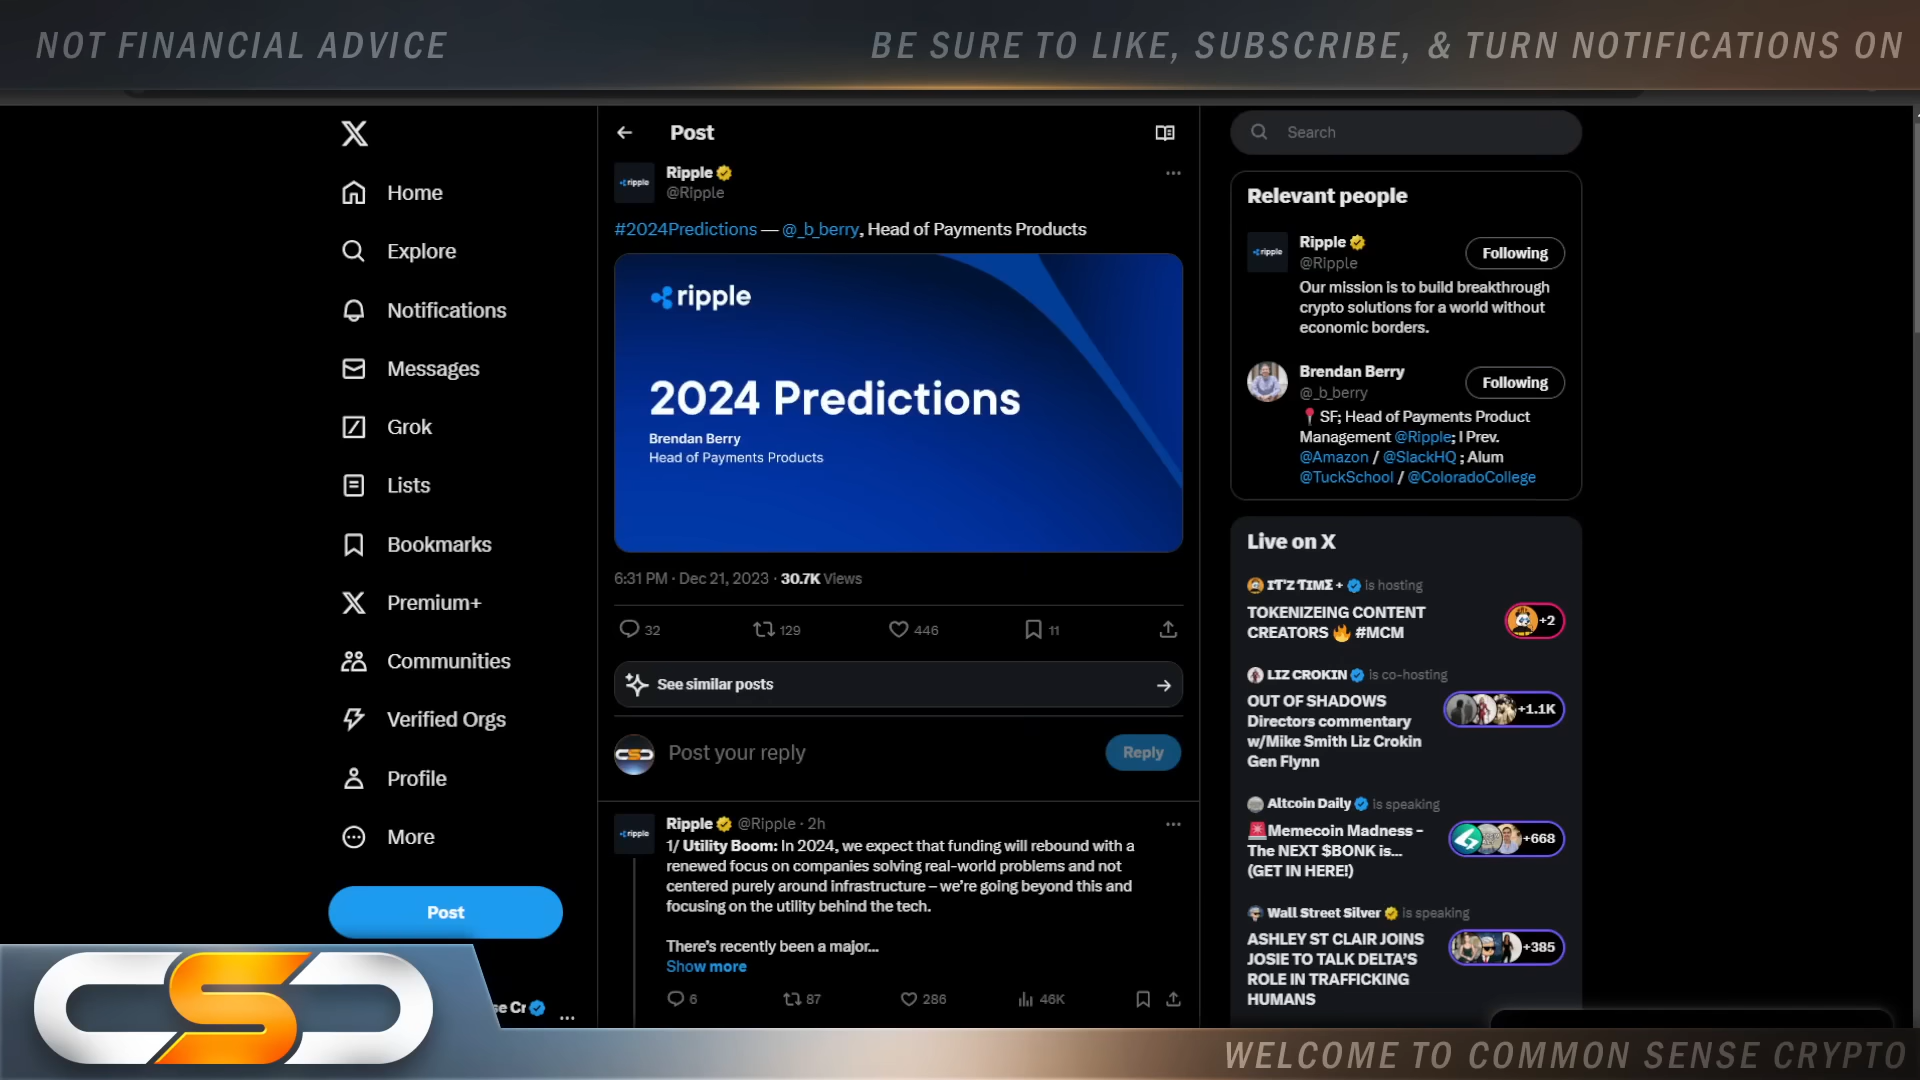 NOT FINANCIAL ADVICE
BE SURE TO LIKE, SUBSCRIBE, & TURN NOTIFICATIONS ON
Home
Explore
Notifications
Messages
Grok
Lists
Bookmarks
Premium+
Communities
Verified Orgs
Profile
More
Post
se Cr
Post
ripple
Ripple
@Ripple
#2024Predictions — @_b_berry, Head of Payments Products
ripple
2024 Predictions
Brendan Berry
Head of Payments Products
6:31 PM · Dec 21, 2023 · 30.7K Views
32 129 446 11
See similar posts
CSC
Post your reply
Reply
ripple
Ripple @Ripple · 2h
1/ Utility Boom: In 2024, we expect that funding will rebound with a
renewed focus on companies solving real-world problems and not
centered purely around infrastructure – we're going beyond this and
focusing on the utility behind the tech.
There's recently been a major...
Show more
6 87 286 46K
Search
Relevant people
ripple
Ripple
@Ripple
Following
Our mission is to build breakthrough
crypto solutions for a world without
economic borders.
Brendan Berry
@_b_berry
Following
SF; Head of Payments Product
Management @Ripple; I Prev.
@Amazon / @SlackHQ ; Alum
@TuckSchool / @ColoradoCollege
Live on X
IT'Z TIMΣ + is hosting
TOKENIZEING CONTENT
CREATORS 🔥 #MCM
+2
LIZ CROKIN is co-hosting
OUT OF SHADOWS
Directors commentary
w/Mike Smith Liz Crokin
Gen Flynn
+1.1K
Altcoin Daily is speaking
🚨Memecoin Madness -
The NEXT $BONK is...
(GET IN HERE!)
+668
Wall Street Silver is speaking
ASHLEY ST CLAIR JOINS
JOSIE TO TALK DELTA'S
ROLE IN TRAFFICKING
HUMANS
+385
CSC
WELCOME TO COMMON SENSE CRYPTO